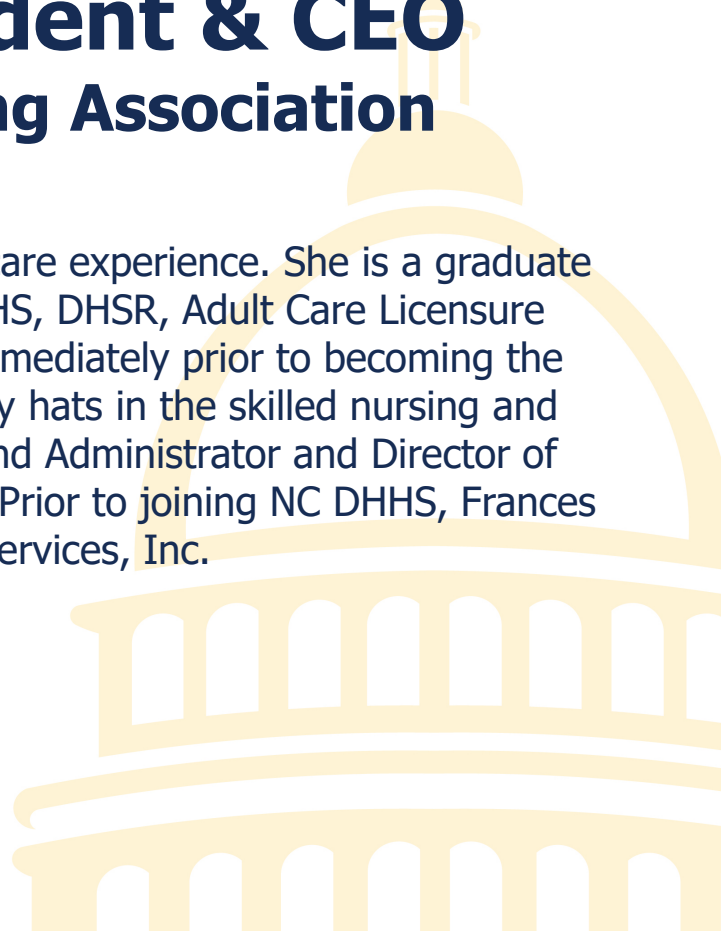 dent & CEO
ng Association
are experience. She is a graduate
HS, DHSR, Adult Care Licensure
mediately prior to becoming the
y hats in the skilled nursing and
nd Administrator and Director of
Prior to joining NC DHHS, Frances
ervices, Inc.